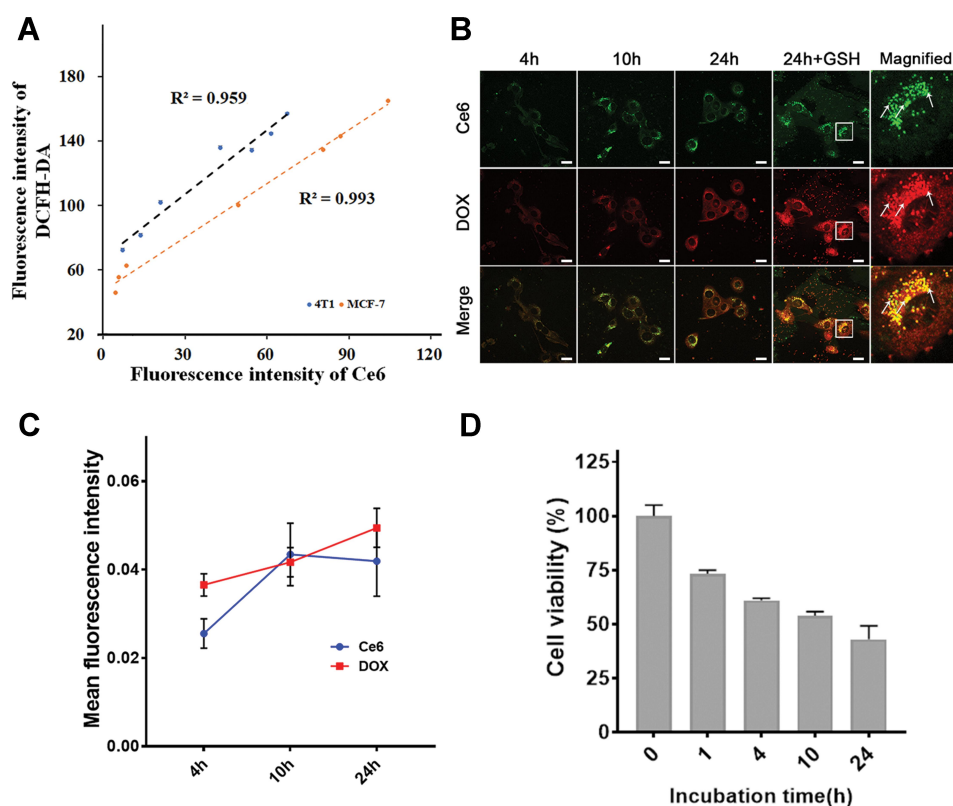 A
Fluorescence intensity of
DCFH-DA
180
140
100
60
20
R² = 0.959
R² = 0.993
4T1 MCF-7
0 30 60 90 120
Fluorescence intensity of Ce6
B
4h 10h 24h 24h+GSH Magnified
Ce6
DOX
Merge
C
Mean fluorescence intensity
0.06
0.04
0.02
0.00
Ce6
DOX
4h 10h 24h
D
Cell viability (%)
125
100
75
50
25
0
0 1 4 10 24
Incubation time(h)